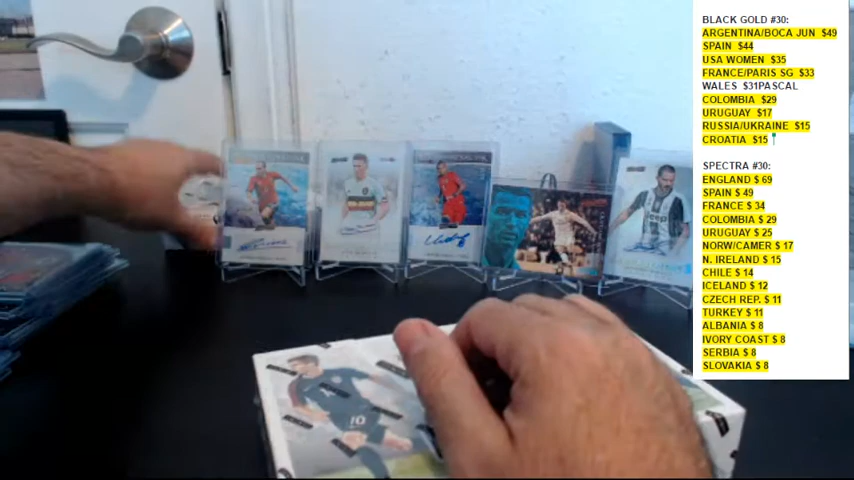 BLACK GOLD #30:
ARGENTINA/BOCA JUN $49
SPAIN $44
USA WOMEN $35
FRANCE/PARIS SG $33
WALES $31PASCAL
COLOMBIA $29
URUGUAY $17
RUSSIA/UKRAINE $15
CROATIA $15
SPECTRA #30:
ENGLAND $ 69
SPAIN $ 49
FRANCE $ 34
COLOMBIA $ 29
URUGUAY $ 25
NORW/CAMER $ 17
N. IRELAND $ 15
CHILE $ 14
ICELAND $ 12
CZECH REP. $ 11
TURKEY $ 11
ALBANIA $ 8
IVORY COAST $ 8
SERBIA $ 8
SLOVAKIA $ 8
Jeep
10